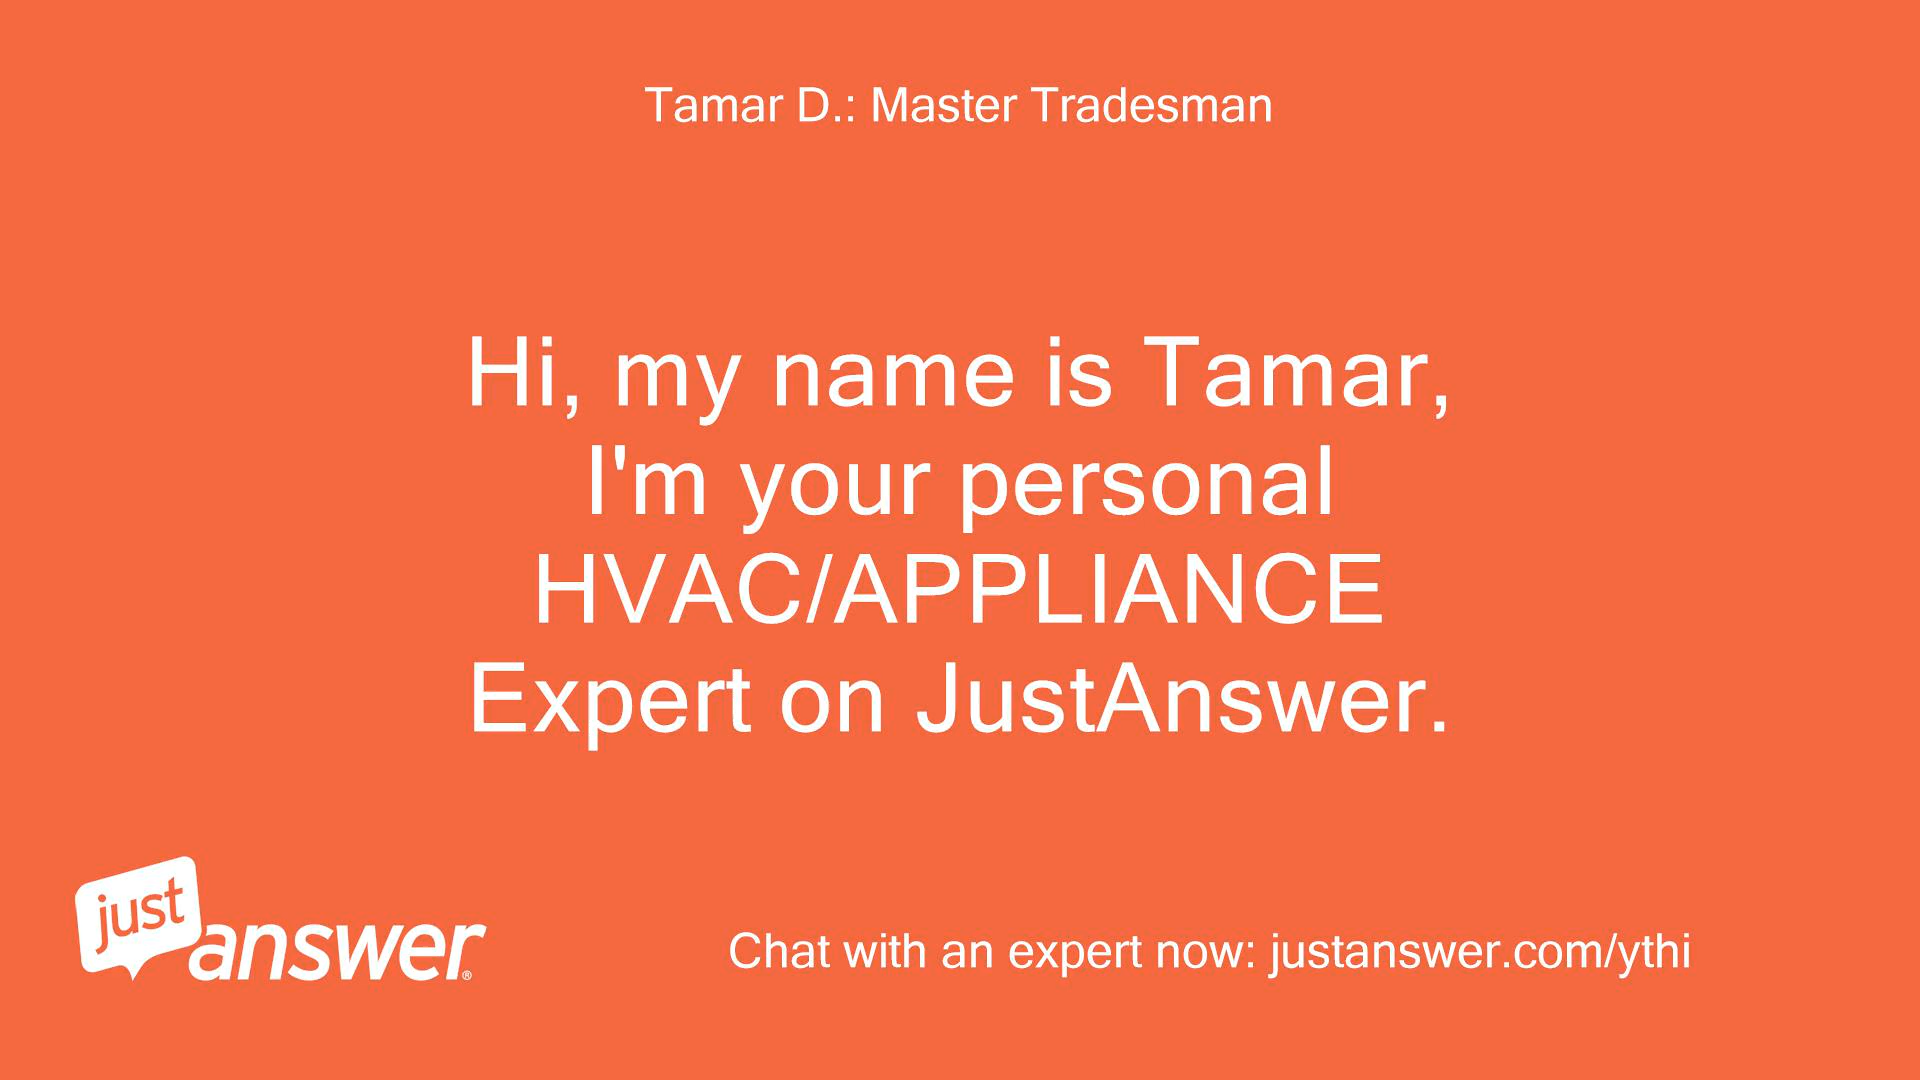 Tamar D.: Master Tradesman
Hi, my name is Tamar,
I'm your personal
HVAC/APPLIANCE
Expert on JustAnswer.
just
answer®
Chat with an expert now: justanswer.com/ythi